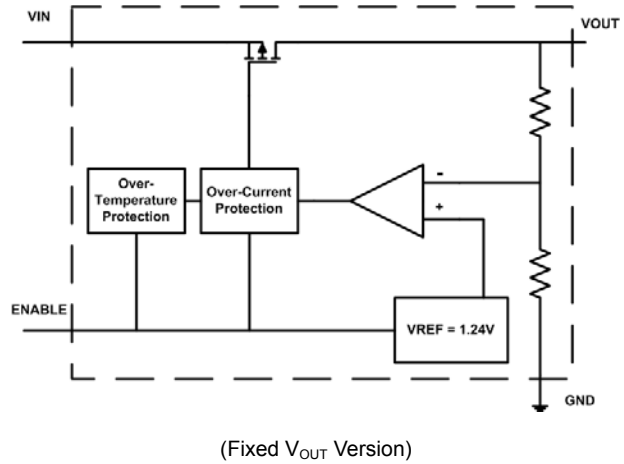 VIN
VOUT
Over-
Temperature
Protection
Over-Current
Protection
-
+
ENABLE
VREF = 1.24V
GND
(Fixed VOUT Version)